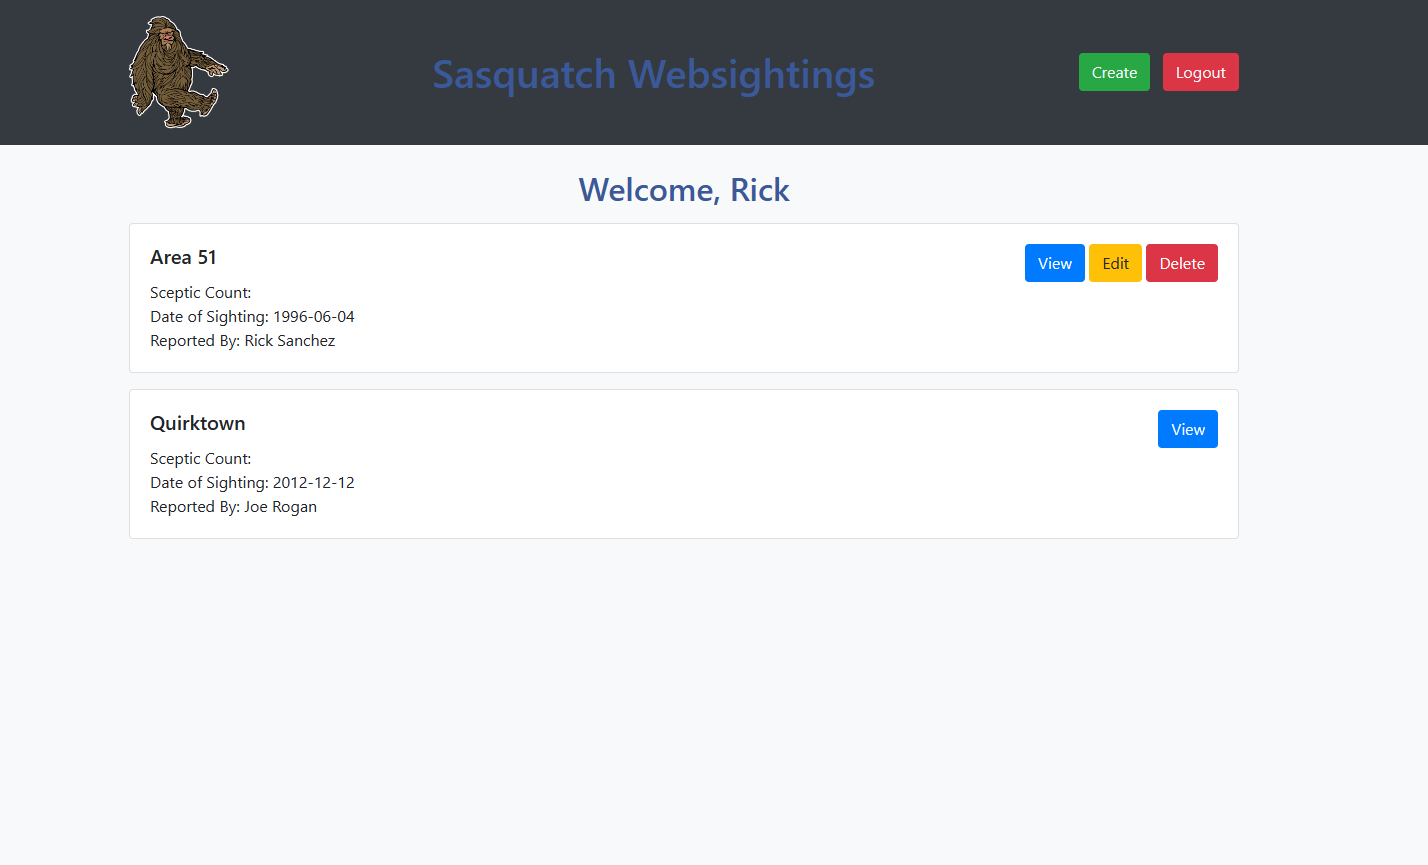 Sasquatch Websightings
Create
Logout
Welcome, Rick
Area 51
View
Edit
Delete
Sceptic Count:
Date of Sighting: 1996-06-04
Reported By: Rick Sanchez
Quirktown
View
Sceptic Count:
Date of Sighting: 2012-12-12
Reported By: Joe Rogan